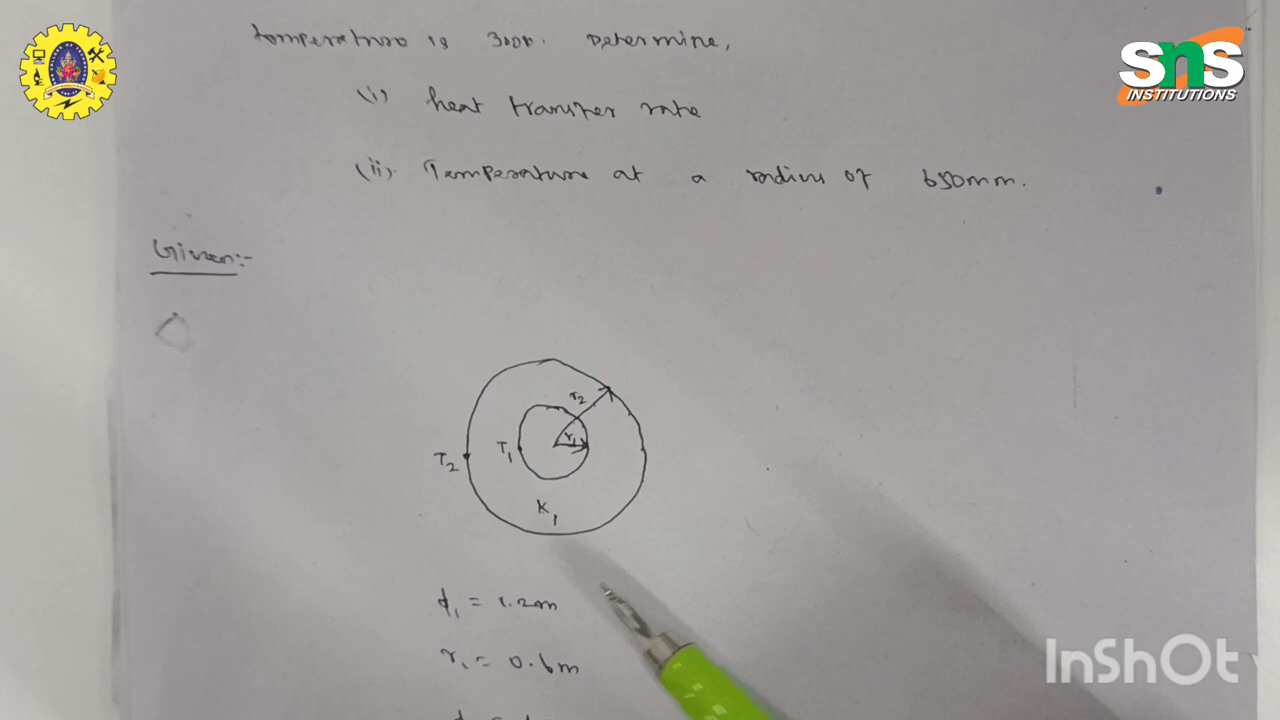 temperature is 300K. Determine,
(i) heat transfer rate
(ii). Temperature at a radius of 650mm.
Given:-
r2
r1
T2
T1
K1
d1 = 1.2m
r1 = 0.6m
SNS
INSTITUTIONS
InShOt